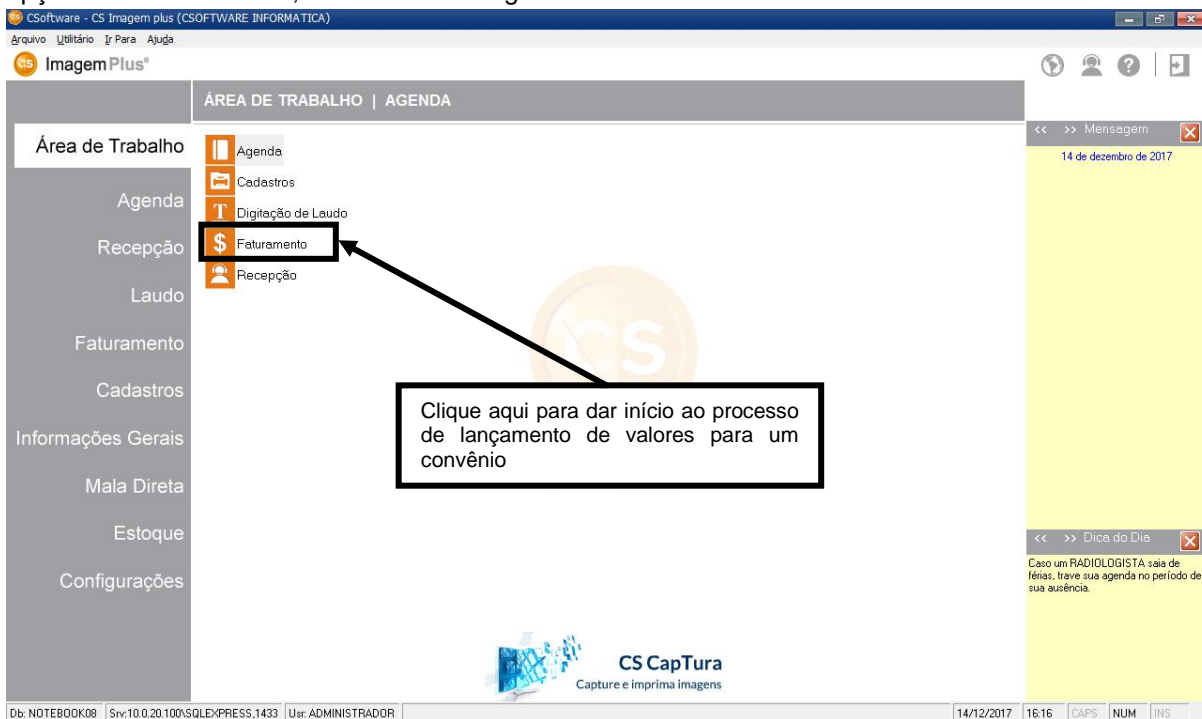 CSoftware - CS Imagem plus (CSOFTWARE INFORMATICA)
Arquivo Utilitário Ir Para Ajuda
CS ImagemPlus®
ÁREA DE TRABALHO | AGENDA
Área de Trabalho
Agenda
Recepção
Laudo
Faturamento
Cadastros
Informações Gerais
Mala Direta
Estoque
Configurações
Agenda
Cadastros
T Digitação de Laudo
$ Faturamento
Recepção
CS
Clique aqui para dar início ao processo
de lançamento de valores para um
convênio
CS CapTura
Capture e imprima imagens
<< >> Mensagem
14 de dezembro de 2017
<< >> Dica do Dia
Caso um RADIOLOGISTA saia de
férias, trave sua agenda no período de
sua ausência.
Db: NOTEBOOK08 Srv:10.0.20.100\SQLEXPRESS,1433 Usr: ADMINISTRADOR 14/12/2017 16:16 CAPS NUM INS